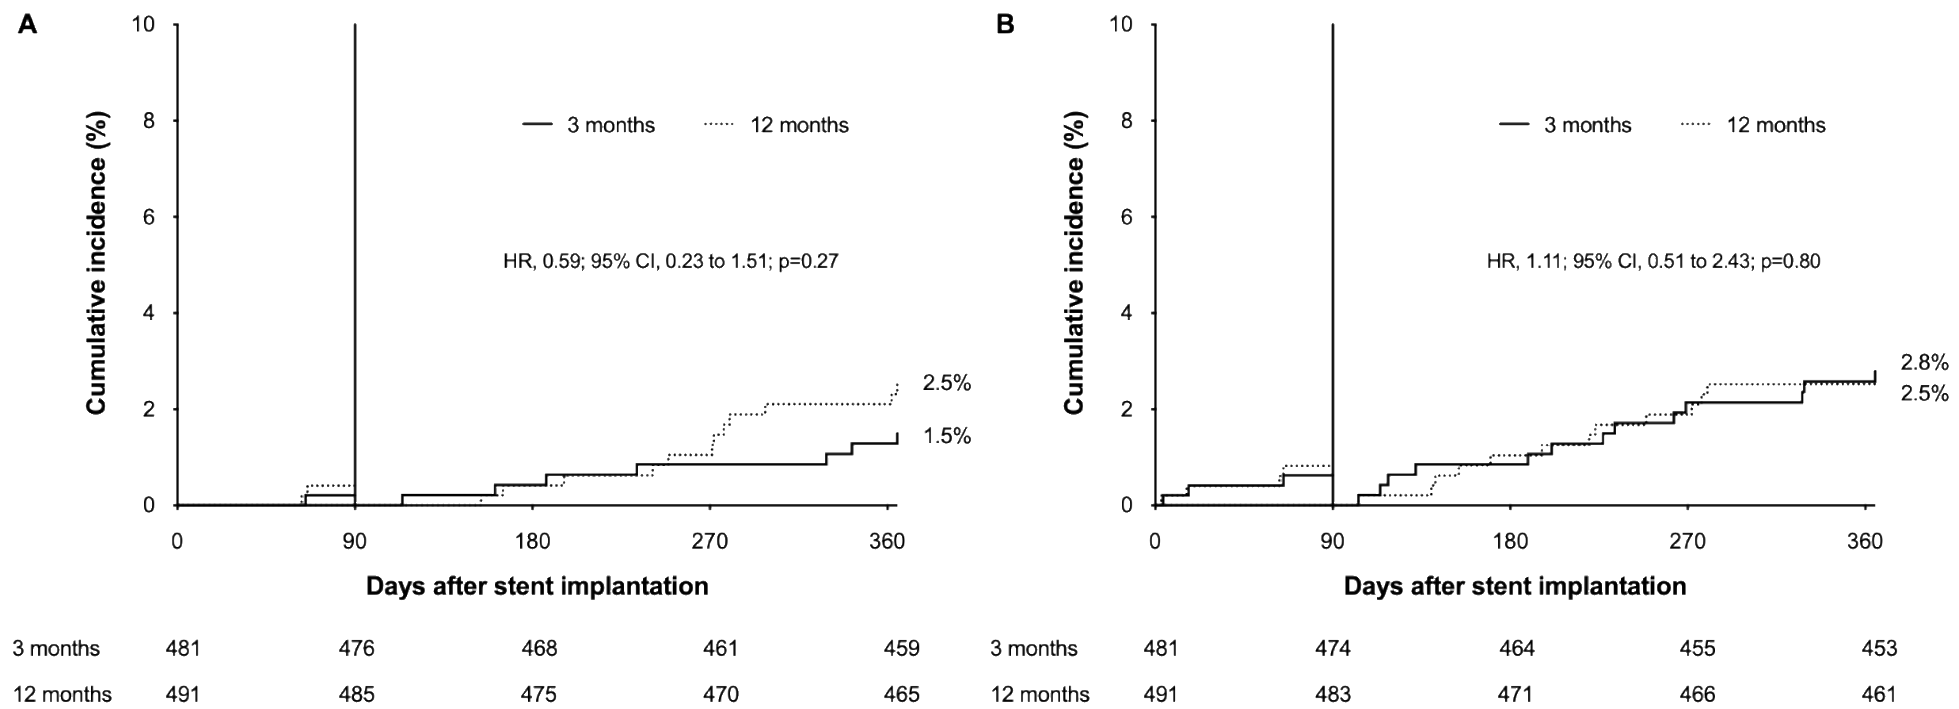 A
10
8
6
4
2
0
Cumulative incidence (%)
3 months 12 months
HR, 0.59; 95% CI, 0.23 to 1.51; p=0.27
2.5%
1.5%
0 90 180 270 360
Days after stent implantation
3 months 481 476 468 461 459
12 months 491 485 475 470 465
B
10
8
6
4
2
0
Cumulative incidence (%)
3 months 12 months
HR, 1.11; 95% CI, 0.51 to 2.43; p=0.80
2.8%
2.5%
0 90 180 270 360
Days after stent implantation
3 months 481 474 464 455 453
12 months 491 483 471 466 461